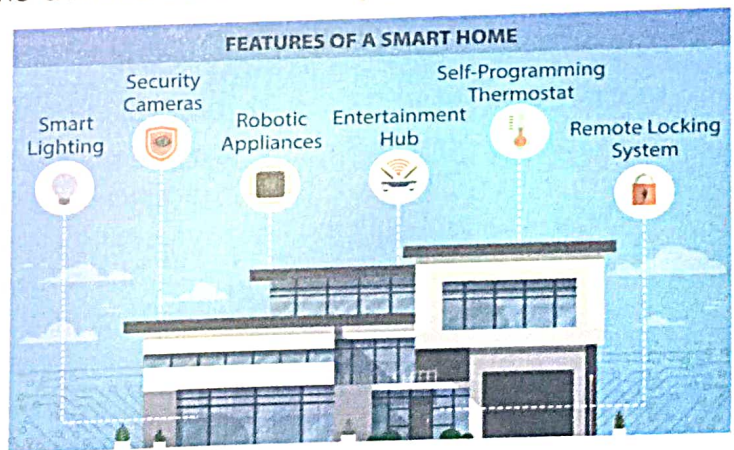 FEATURES OF A SMART HOME
Smart
Lighting
Security
Cameras
Robotic
Appliances
Entertainment
Hub
Self-Programming
Thermostat
Remote Locking
System